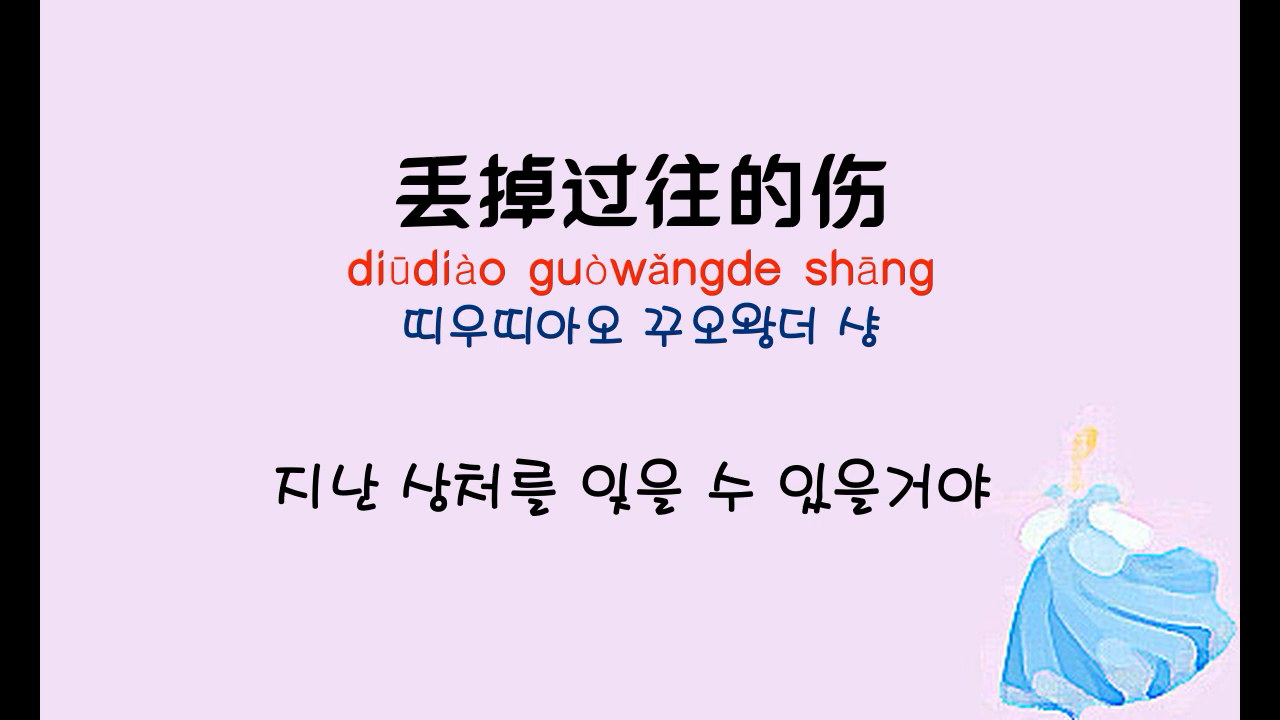 丢掉过往的伤
diūdiào guòwǎngde shāng
띠우띠아오 꾸오왕더 샹
지난 상처를 잊을 수 있을거야